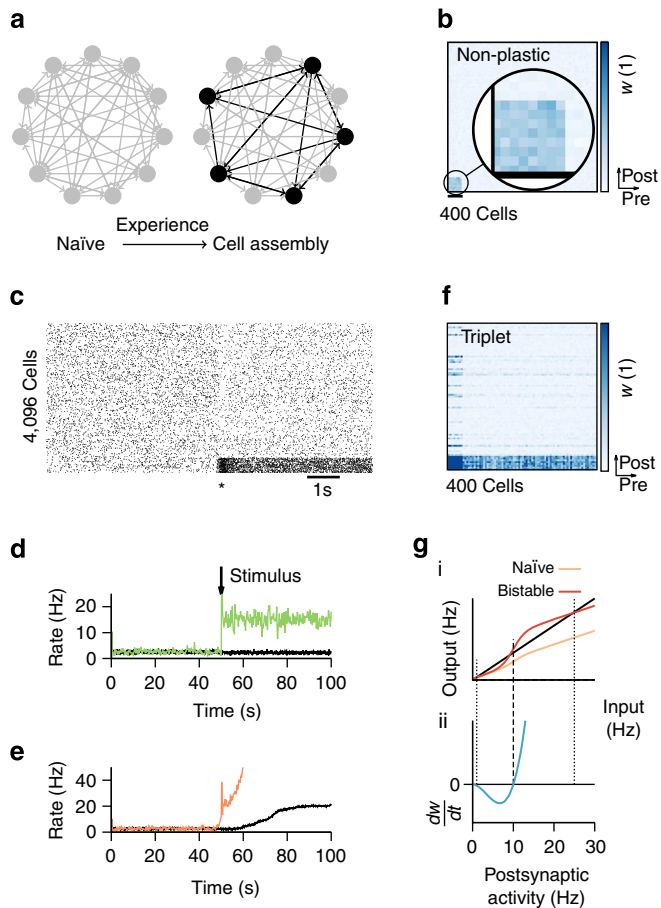 a
Experience
Naïve
Cell assembly
b
Non-plastic
w (1)
Post
Pre
400 Cells
c
4,096 Cells
*
1s
f
Triplet
w (1)
Post
Pre
400 Cells
d
Stimulus
Rate (Hz)
20
10
0
0 20 40 60 80 100
Time (s)
e
Rate (Hz)
40
20
0
0 20 40 60 80 100
Time (s)
g
i
Naïve
Bistable
Output (Hz)
Input
(Hz)
ii
0
dw
dt
0 10 20 30
Postsynaptic
activity (Hz)